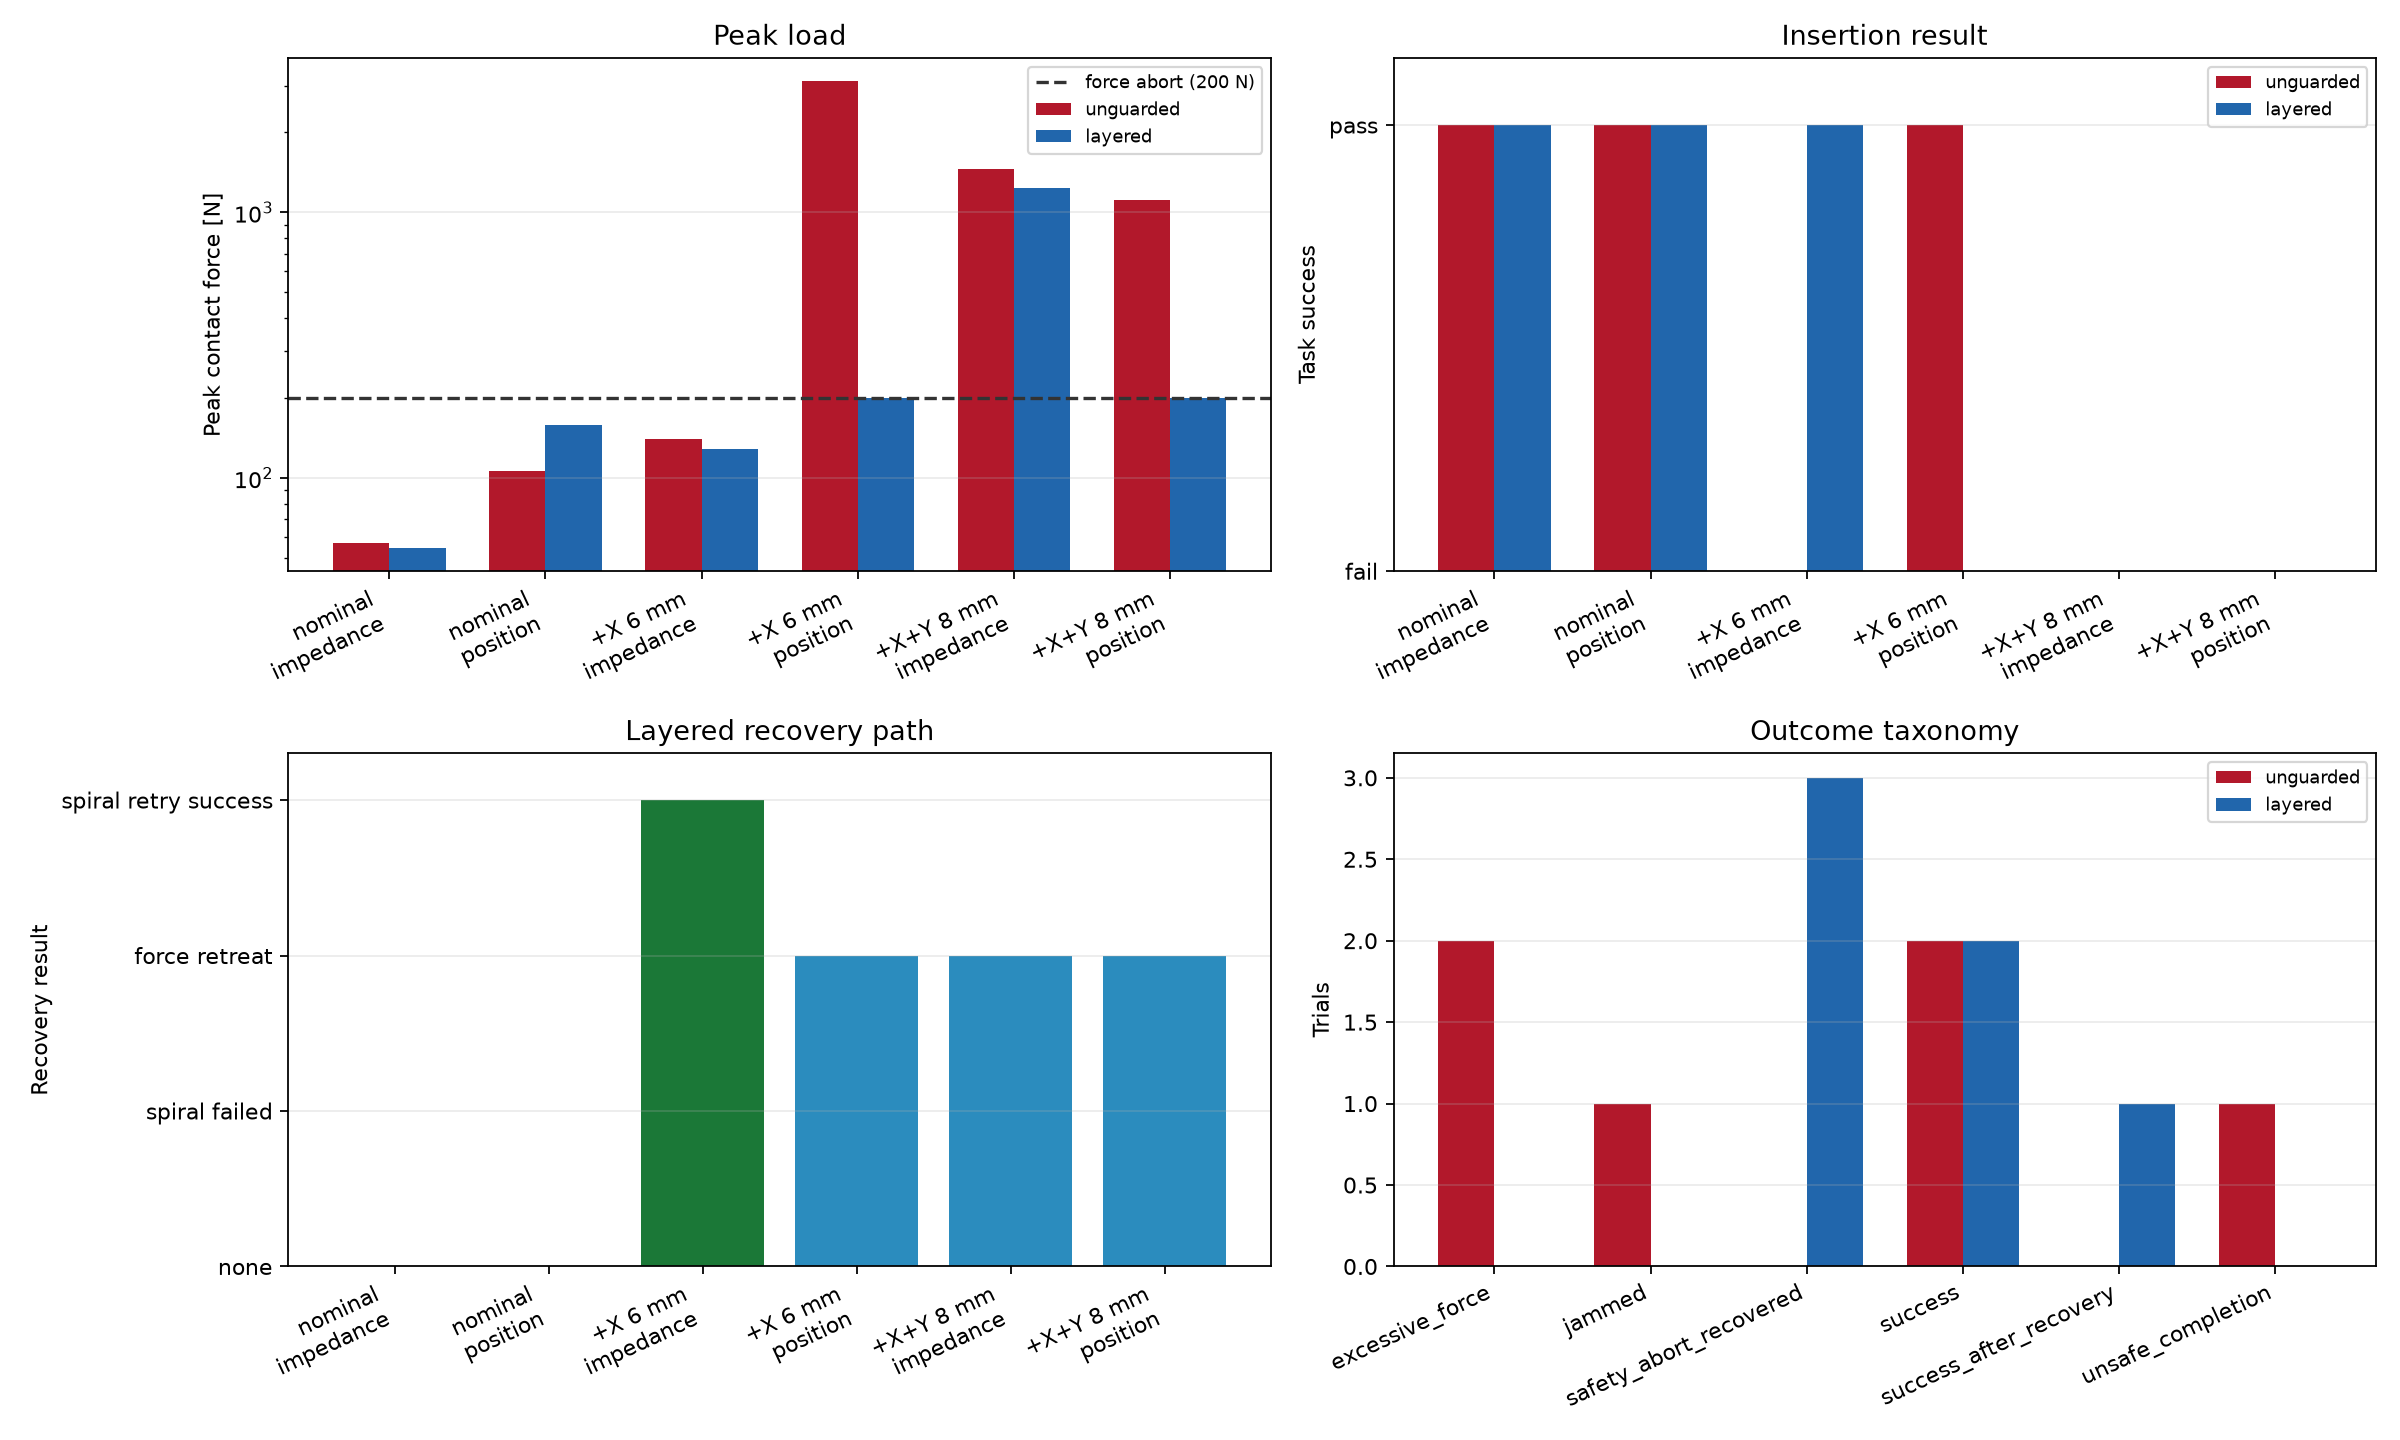 Peak load
Peak contact force [N]
10³
10²
force abort (200 N)
unguarded
layered
nominal
impedance
nominal
position
+X 6 mm
impedance
+X 6 mm
position
+X+Y 8 mm
impedance
+X+Y 8 mm
position
Insertion result
Task success
pass
fail
unguarded
layered
nominal
impedance
nominal
position
+X 6 mm
impedance
+X 6 mm
position
+X+Y 8 mm
impedance
+X+Y 8 mm
position
Layered recovery path
Recovery result
spiral retry success
force retreat
spiral failed
none
nominal
impedance
nominal
position
+X 6 mm
impedance
+X 6 mm
position
+X+Y 8 mm
impedance
+X+Y 8 mm
position
Outcome taxonomy
Trials
3.0
2.5
2.0
1.5
1.0
0.5
0.0
unguarded
layered
excessive_force
jammed
safety_abort_recovered
success
success_after_recovery
unsafe_completion